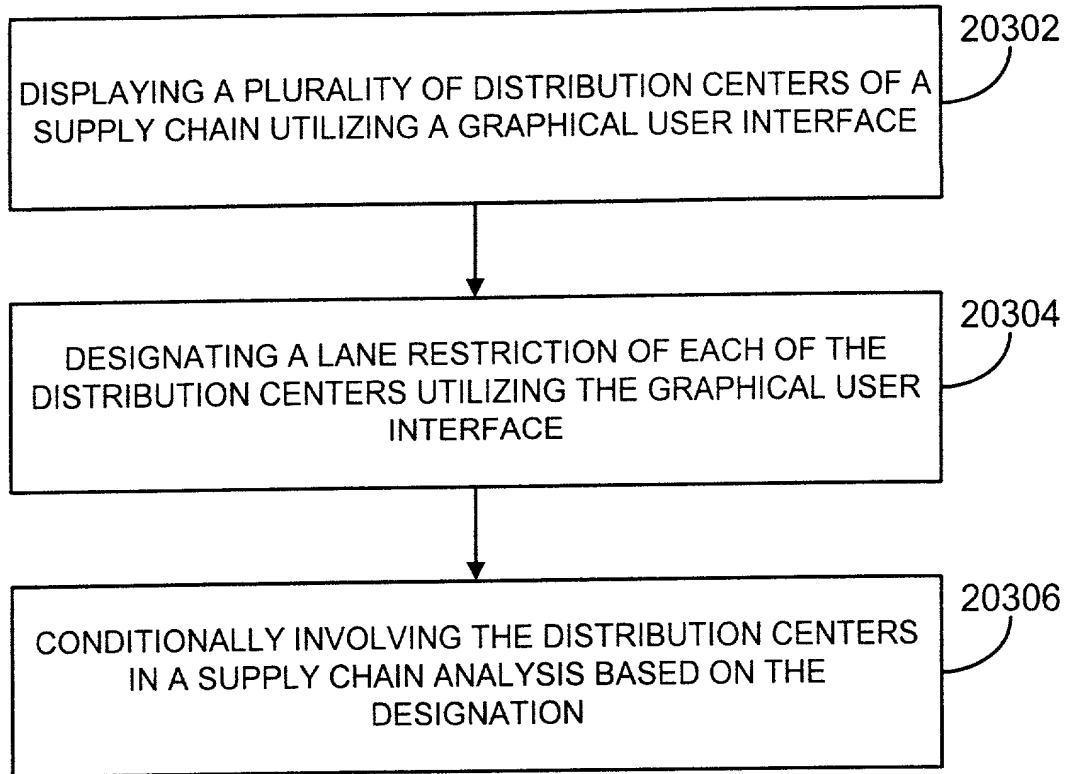 20302
DISPLAYING A PLURALITY OF DISTRIBUTION CENTERS OF A
SUPPLY CHAIN UTILIZING A GRAPHICAL USER INTERFACE
20304
DESIGNATING A LANE RESTRICTION OF EACH OF THE
DISTRIBUTION CENTERS UTILIZING THE GRAPHICAL USER
INTERFACE
20306
CONDITIONALLY INVOLVING THE DISTRIBUTION CENTERS
IN A SUPPLY CHAIN ANALYSIS BASED ON THE
DESIGNATION